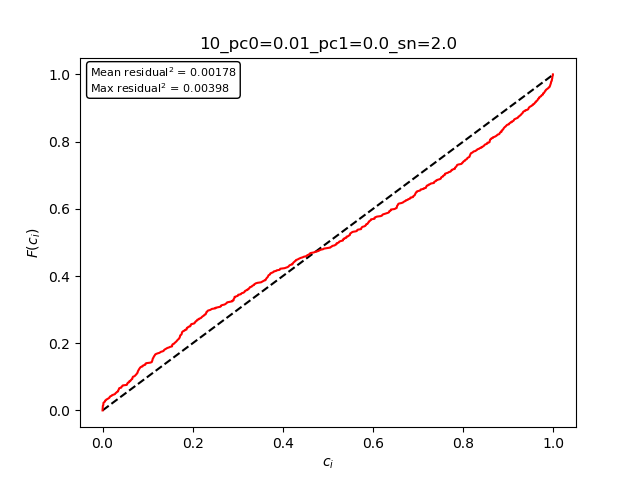 10_pc0=0.01_pc1=0.0_sn=2.0
Mean residual² = 0.00178
Max residual² = 0.00398
1.0
0.8
0.6
0.4
0.2
0.0
F(cᵢ)
0.0 0.2 0.4 0.6 0.8 1.0
cᵢ